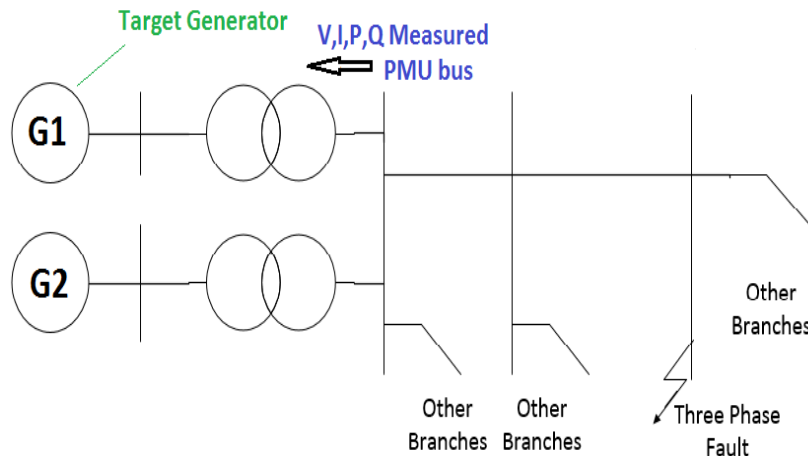 Target Generator
V,I,P,Q Measured
PMU bus
G1
G2
Other
Branches
Other
Branches
Other
Branches
Three Phase
Fault